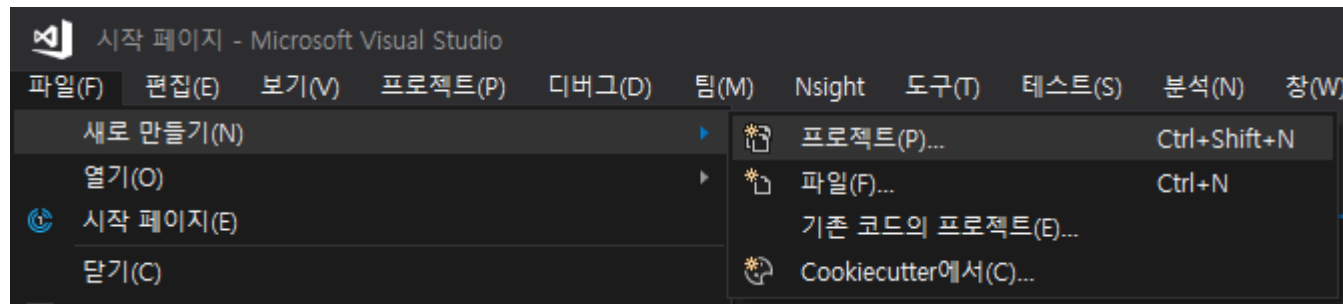 시작 페이지 - Microsoft Visual Studio
파일(F) 편집(E) 보기(V) 프로젝트(P) 디버그(D) 팀(M) Nsight 도구(T) 테스트(S) 분석(N) 창(W)
새로 만들기(N)
열기(O)
시작 페이지(E)
닫기(C)
프로젝트(P)... Ctrl+Shift+N
파일(F)... Ctrl+N
기존 코드의 프로젝트(E)...
Cookiecutter에서(C)...